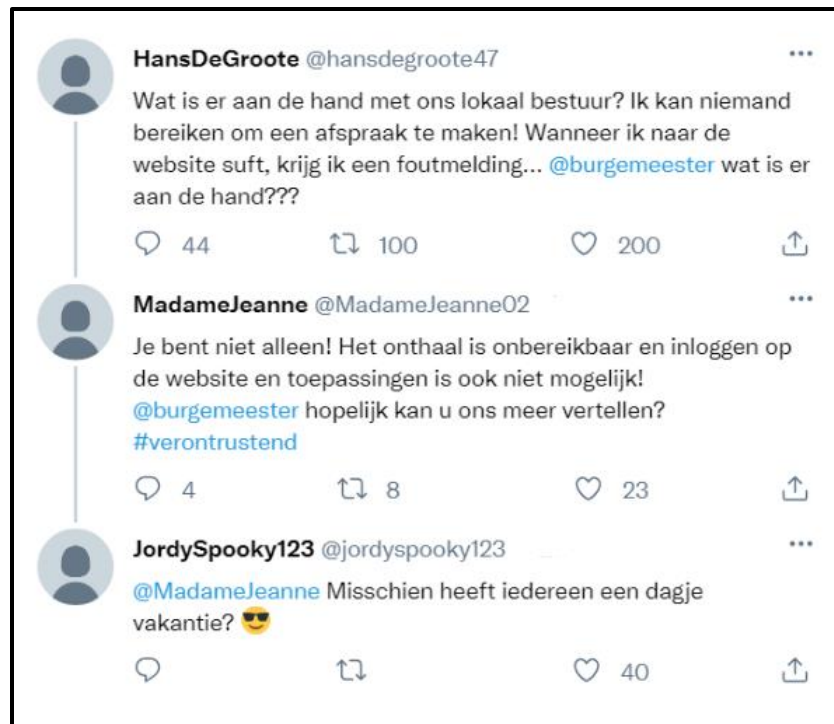 HansDeGroote @hansdegroote47
Wat is er aan de hand met ons lokaal bestuur? Ik kan niemand
bereiken om een afspraak te maken! Wanneer ik naar de
website suft, krijg ik een foutmelding... @burgemeester wat is er
aan de hand???
44 100 200
MadameJeanne @MadameJeanne02
Je bent niet alleen! Het onthaal is onbereikbaar en inloggen op
de website en toepassingen is ook niet mogelijk!
@burgemeester hopelijk kan u ons meer vertellen?
#verontrustend
4 8 23
JordySpooky123 @jordyspooky123
@MadameJeanne Misschien heeft iedereen een dagje
vakantie? 😎
40